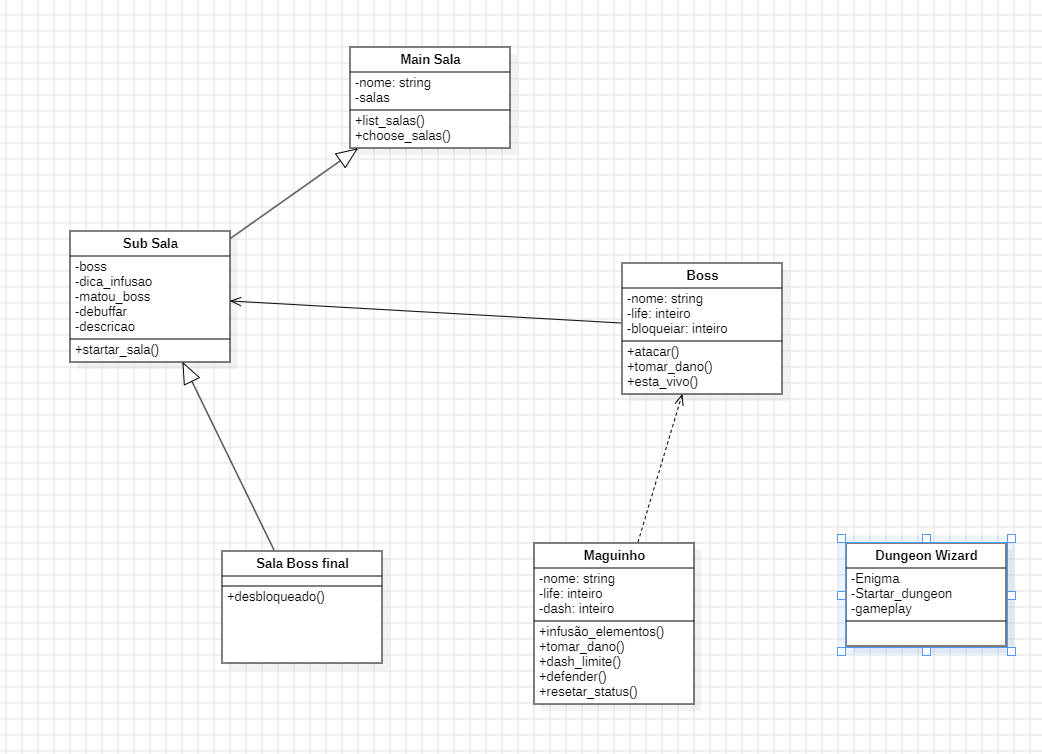 Main Sala
-nome: string
-salas
+list_salas()
+choose_salas()
Sub Sala
-boss
-dica_infusao
-matou_boss
-debuffar
-descricao
+startar_sala()
Boss
-nome: string
-life: inteiro
-bloqueiar: inteiro
+atacar()
+tomar_dano()
+esta_vivo()
Sala Boss final
+desbloqueado()
Maguinho
-nome: string
-life: inteiro
-dash: inteiro
+infusão_elementos()
+tomar_dano()
+dash_limite()
+defender()
+resetar_status()
Dungeon Wizard
-Enigma
-Startar_dungeon
-gameplay